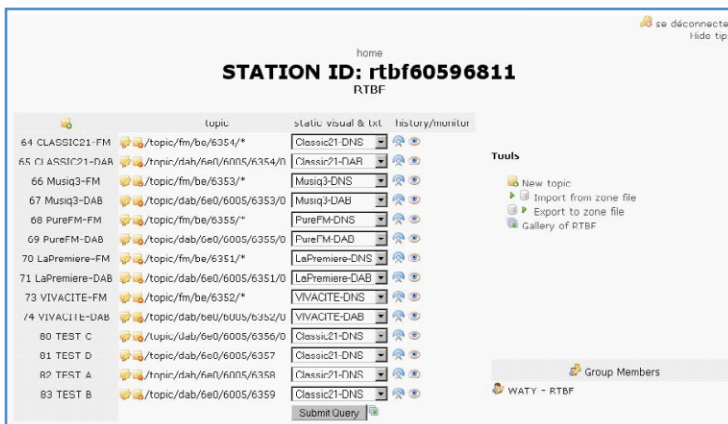 se déconnecte
Hide tip
home
STATION ID: rtbf60596811
RTBF
topic static visual & txt history/monitor
64 CLASSIC21-FM /topic/fm/be/6354/* Classic21-DNS
65 CLASSIC21-DAB /topic/dab/6e0/6005/6354/0 Classic21-DAB
66 Musiq3-FM /topic/fm/be/6353/* Musiq3-DNS
67 Musiq3-DAB /topic/dab/6e0/6005/6353/0 Musiq3-DAB
68 PureFM-FM /topic/fm/be/6355/* PureFM-DNS
69 PureFM-DAB /topic/dab/6e0/6005/6355/0 PureFM-DAB
70 LaPremiere-FM /topic/fm/be/6351/* LaPremiere-DNS
71 LaPremiere-DAB /topic/dab/6e0/6005/6351/0 LaPremiere-DAB
73 VIVACITE-FM /topic/fm/be/6352/* VIVACITE-DNS
74 VIVACITE-DAB /topic/dab/6e0/6005/6352/0 VIVACITE-DAB
80 TEST C /topic/dab/6e0/6005/6356/0 Classic21-DNS
81 TEST D /topic/dab/6e0/6005/6357 Classic21-DNS
82 TEST A /topic/dab/6e0/6005/6358 Classic21-DNS
83 TEST B /topic/dab/6e0/6005/6359 Classic21-DNS
Submit Query
Tools
New topic
Import from zone file
Export to zone file
Gallery of RTBF
Group Members
WATY - RTBF